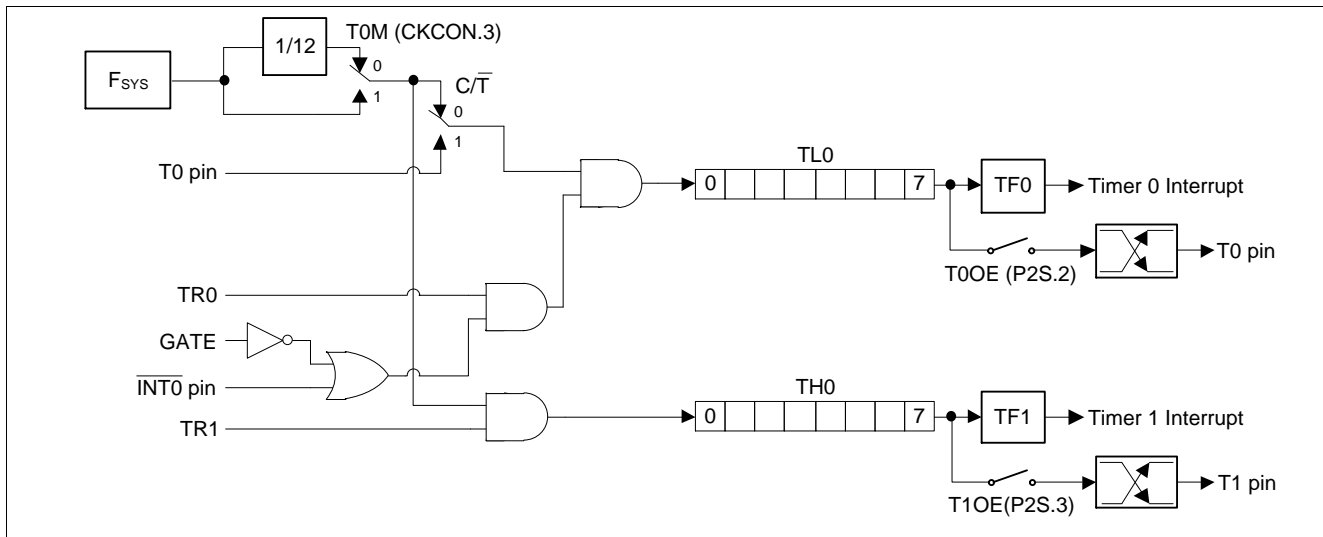 T0M (CKCON.3)
1/12
F_SYS
0
1
C/T̅
0
1
T0 pin
TL0
0 7
TF0
Timer 0 Interrupt
T0OE (P2S.2)
T0 pin
TR0
GATE
I̅N̅T̅0̅ pin
TR1
TH0
0 7
TF1
Timer 1 Interrupt
T1OE(P2S.3)
T1 pin